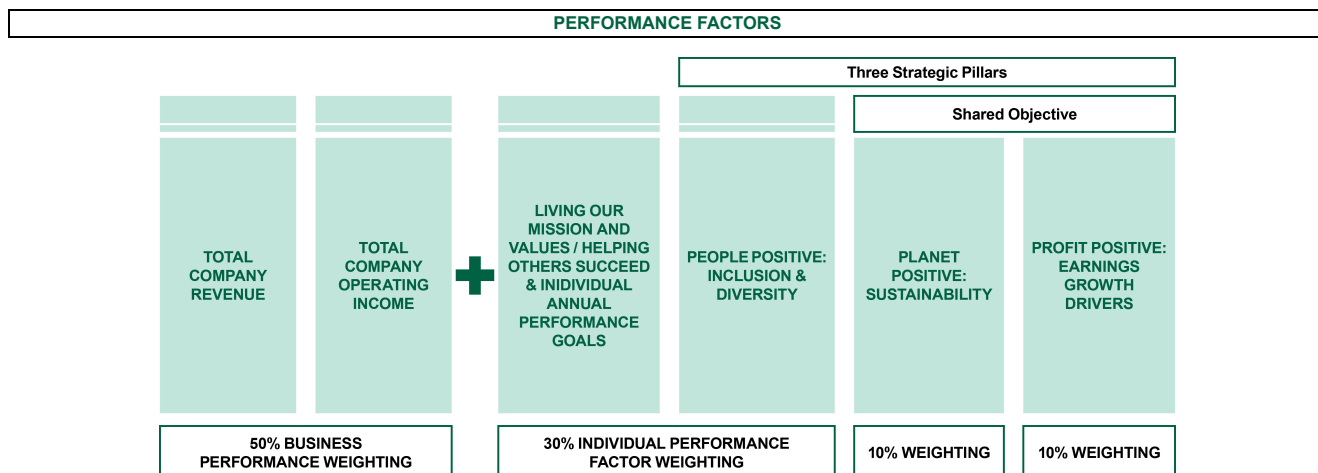 PERFORMANCE FACTORS
Three Strategic Pillars
Shared Objective
TOTAL
COMPANY
REVENUE
TOTAL
COMPANY
OPERATING
INCOME
LIVING OUR
MISSION AND
VALUES / HELPING
OTHERS SUCCEED
& INIDIVIDUAL
ANNUAL
PERFORMANCE
GOALS
PEOPLE POSITIVE:
INCLUSION &
DIVERSITY
PLANET
POSITIVE:
SUSTAINABILITY
PROFIT POSITIVE:
EARNINGS
GROWTH
DRIVERS
50% BUSINESS
PERFORMANCE WEIGHTING
30% INDIVIDUAL PERFORMANCE
FACTOR WEIGHTING
10% WEIGHTING
10% WEIGHTING